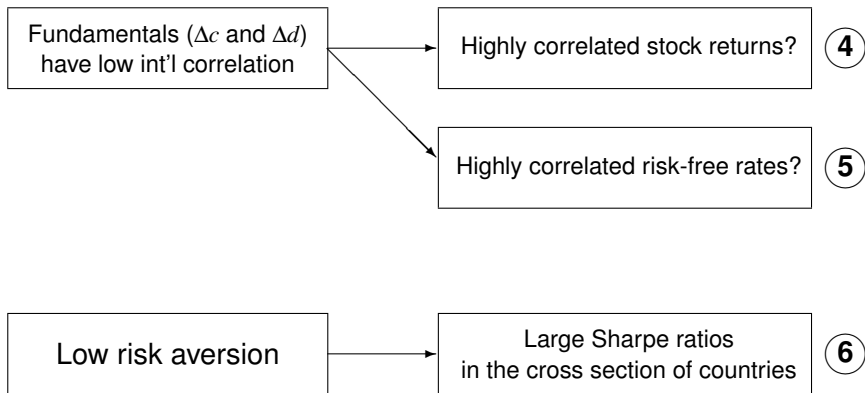 Fundamentals (Δc and Δd)
have low int'l correlation
Highly correlated stock returns?
4
Highly correlated risk-free rates?
5
Low risk aversion
Large Sharpe ratios
in the cross section of countries
6